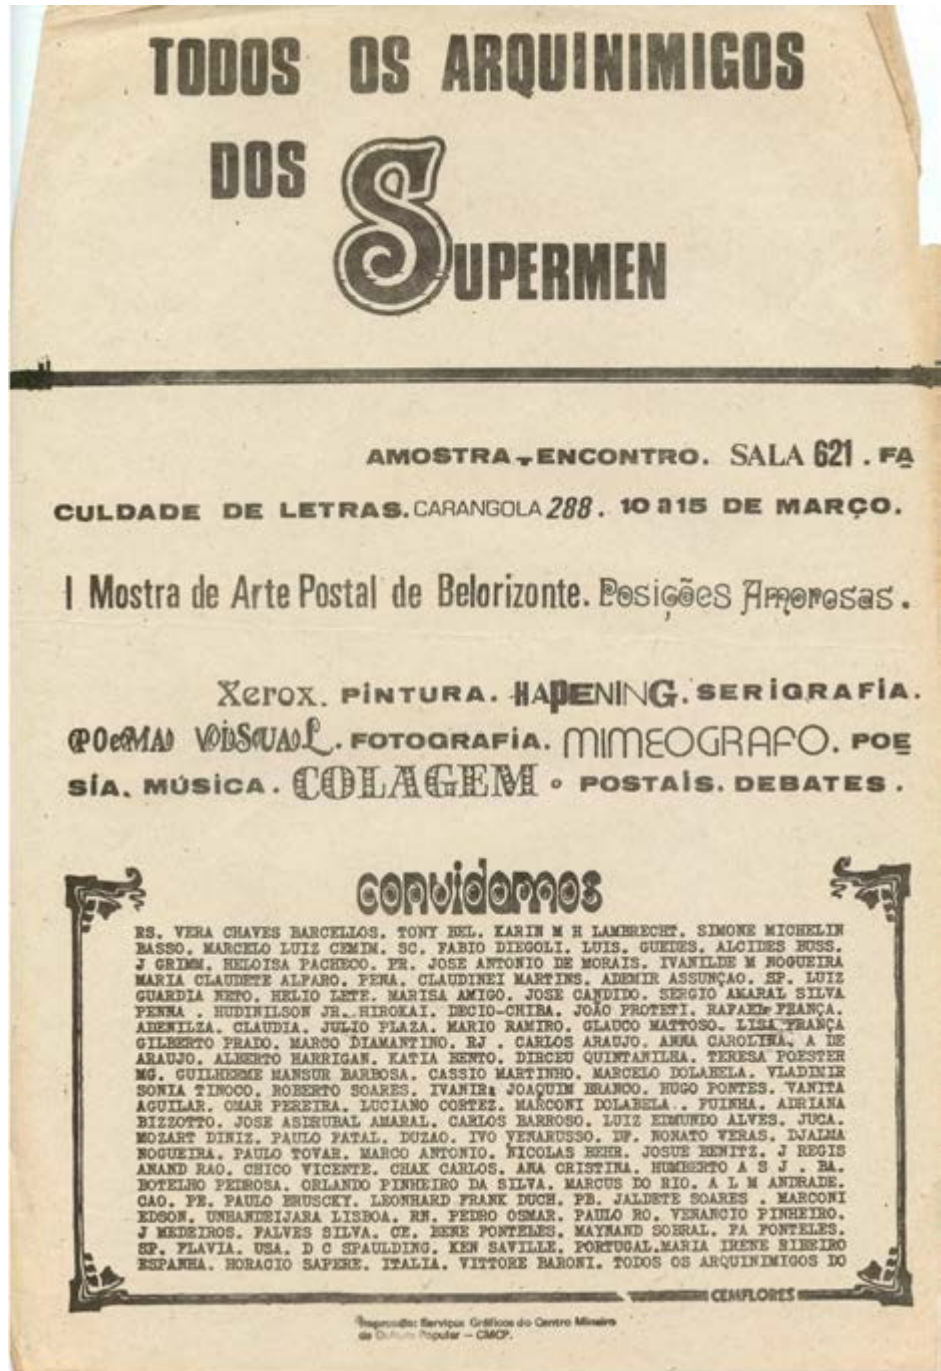 TODOS OS ARQUINIMIGOS
DOS SUPERMEN
AMOSTRA-ENCONTRO. SALA 621. FA
CULDADE DE LETRAS. CARANGOLA 288. 10 a 15 DE MARÇO.
I Mostra de Arte Postal de Belorizonte. Posições Amorosas.
Xerox. PINTURA. HAPENING. SERIGRAFIA.
POeMA VISUAL. FOTOGRAFIA. MIMEOGRAFO. POE
SÍA. MÚSICA. COLAGEM. POSTAIS. DEBATES.
convidamos
RS. VERA CHAVES BARCELLOS. TONY BEL. KARIN M H LAMBRECHT. SIMONE MICHELIN
BASSO. MARCELO LUIZ CEMIM. SC. FABIO DIEGOLI. LUIS. GUEDES. ALCIDES BUSS.
J GRIMM. HELOISA PACHECO. PR. JOSE ANTONIO DE MORAIS. IVANILDE M NOGUEIRA
MARIA CLAUDETE ALFARO. PENA. CLAUDINEI MARTINS. ADEMIR ASSUNÇAO. SP. LUIZ
GUARDIA NETO. HELIO LETE. MARISA AMIGO. JOSE CANDIDO. SERGIO AMARAL SILVA
PENNA . HUDINILSON JR. HIROKAI. DECIO-CHIBA. JOÃO PROTETI. RAFAEL FRANÇA.
ADENILZA. CLAUDIA. JULIO PLAZA. MARIO RAMIRO. GLAUCO MATTOSO. LISA FRANÇA
GILBERTO PRADO. MARCO DIAMANTINO. RJ . CARLOS ARAUJO. ANNA CAROLINA. A DE
ARAUJO. ALBERTO HARRIGAN. KATIA BENTO. DIRCEU QUINTANILHA. TERESA POESTER
MG. GUILHERME MANSUR BARBOSA. CASSIO MARTINHO. MARCELO DOLABELA. VLADIMIR
SONIA TINOCO. ROBERTO SOARES. IVANIR. JOAQUIM BRANCO. HUGO PONTES. VANITA
AGUILAR. OMAR PEREIRA. LUCIANO CORTEZ. MARCONI DOLABELA . FUINHA. ADRIANA
BIZZOTTO. JOSE ASDRUBAL AMARAL. CARLOS BARROSO. LUIZ EDMUNDO ALVES. JUCA.
MOZART DINIZ. PAULO FATAL. DUZAO. IVO VENARUSSO. DF. NONATO VERAS. DJALMA
NOGUEIRA. PAULO TOVAR. MARCO ANTONIO. NICOLAS BEHR. JOSUE BENITZ. J REGIS
ANAND RAO. CHICO VICENTE. CHAK CARLOS. ANA CRISTINA. HUMBERTO A S J . BA.
BOTELHO PEDROSA. ORLANDO PINHEIRO DA SILVA. MARCUS DO RIO. A L M ANDRADE.
CAO. PE. PAULO BRUSCKY. LEONHARD FRANK DUCH. PB. JALDETE SOARES . MARCONI
EDSON. UNHANDEIJARA LISBOA. RN. PEDRO OSMAR. PAULO RO. VENANCIO PINHEIRO.
J MEDEIROS. FALVES SILVA. CE. BENE FONTELES. MAYNAND SOBRAL. PA FONTELES.
SP. FLAVIA. USA. D C SPAULDING. KEN SAVILLE. PORTUGAL.MARIA IRENE RIBEIRO
ESPANHA. HORACIO SAPERE. ITALIA. VITTORE BARONI. TODOS OS ARQUINIMIGOS DO
CEMFLORES
Impressão: Serviços Gráficos do Centro Mineiro
de Cultura Popular – CMCP.